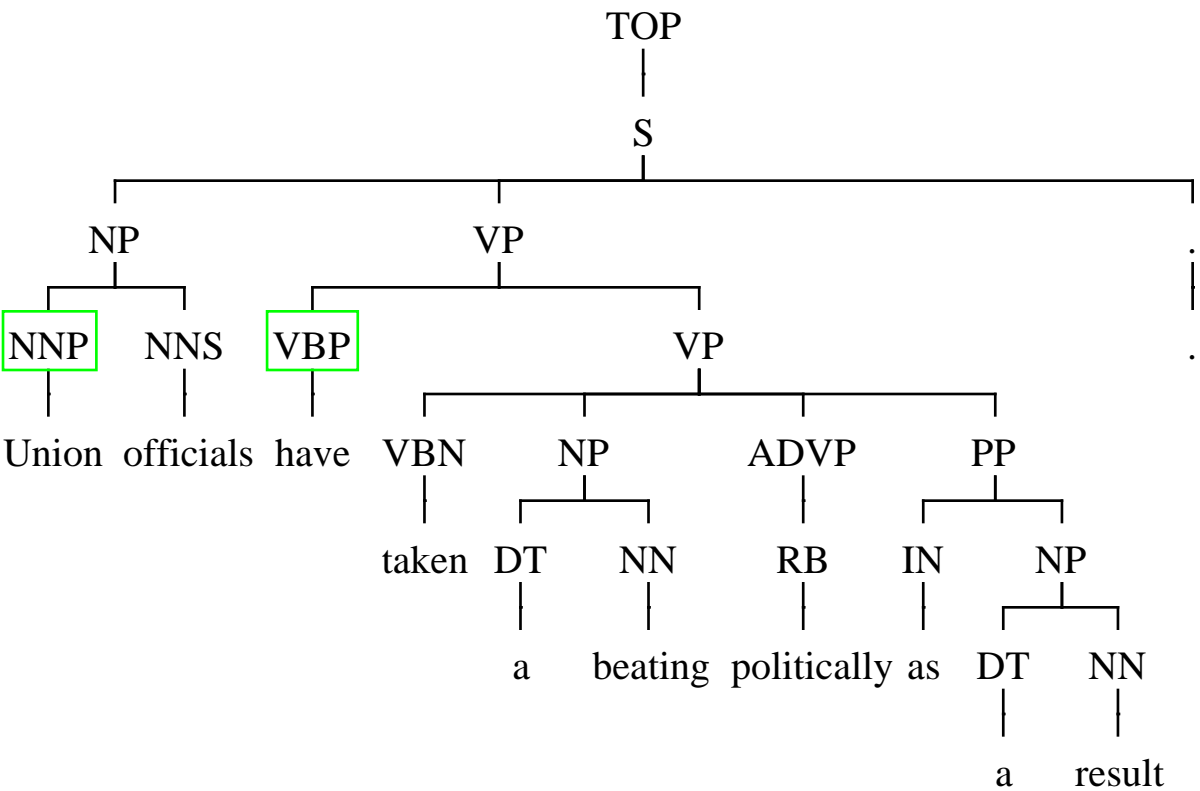 TOP
S
NP VP .
NNP NNS VBP VP .
Union officials have VBN NP ADVP PP
taken DT NN RB IN NP
a beating politically as DT NN
a result